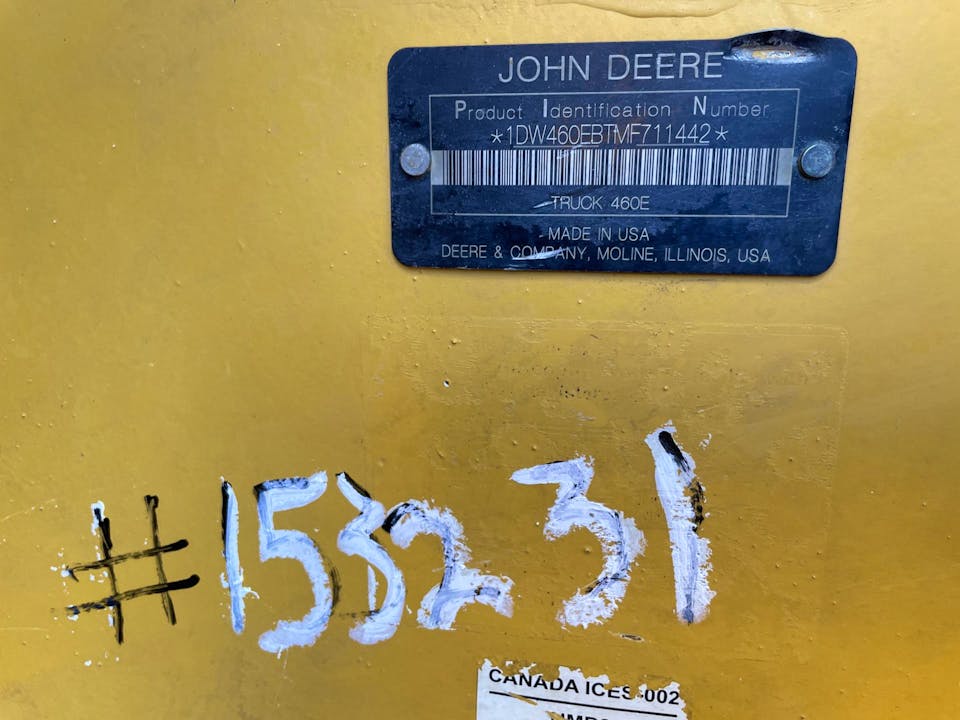 JOHN DEERE
Product Identification Number
*1DW460EBTMF711442*
TRUCK 460E
MADE IN USA
DEERE & COMPANY, MOLINE, ILLINOIS, USA
#153231
CANADA ICES-002